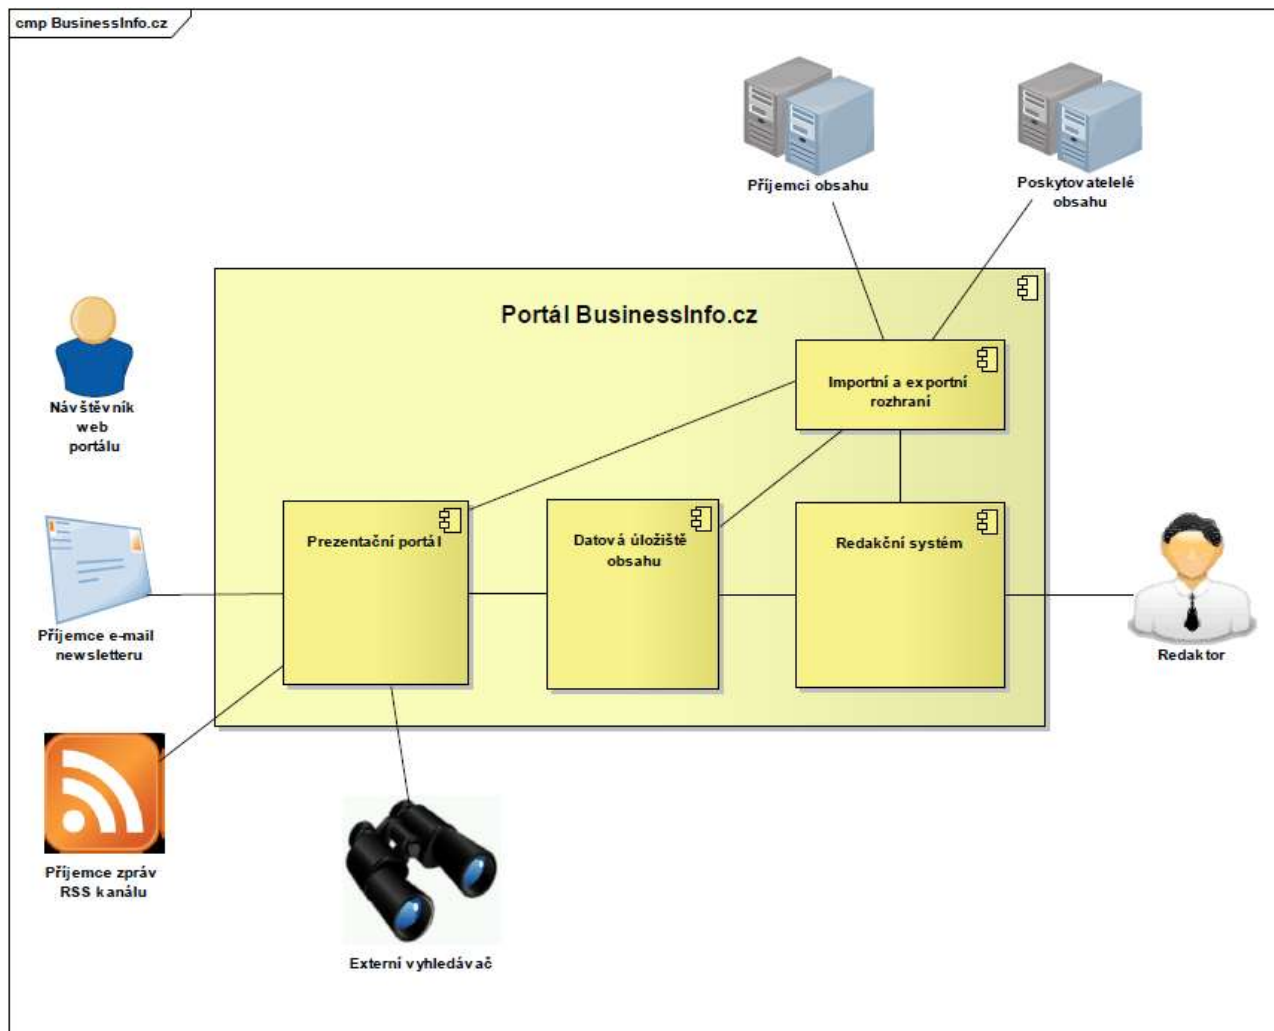 cmp BusinessInfo.cz
Příjemci obsahu
Poskytovatelelé
obsahu
Portál BusinessInfo.cz
Návštěvník
web
portálu
Importní a exportní
rozhraní
Prezentační portál
Datová úložiště
obsahu
Redakční systém
Příjemce e-mail
newsletteru
Redaktor
Příjemce zpráv
RSS kanálu
Externí vyhledávač